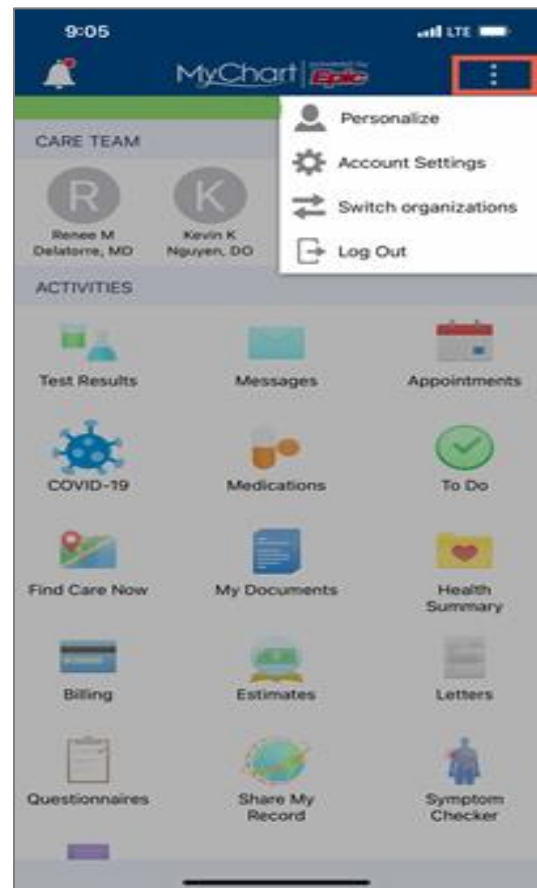 9:05
LTE
MyChart
powered by
Epic
Personalize
Account Settings
Switch organizations
Log Out
CARE TEAM
R
K
Renee M
Delatorre, MD
Kevin K
Nguyen, DO
ACTIVITIES
Test Results
Messages
Appointments
COVID-19
Medications
To Do
Find Care Now
My Documents
Health
Summary
Billing
Estimates
Letters
Questionnaires
Share My
Record
Symptom
Checker